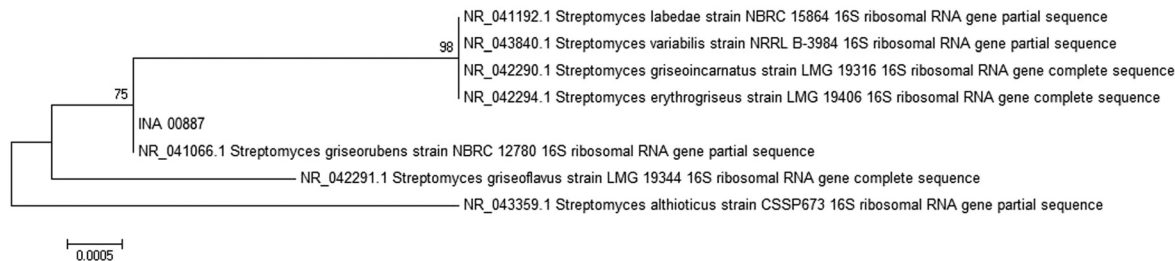 NR_041192.1 Streptomyces labedae strain NBRC 15864 16S ribosomal RNA gene partial sequence
NR_043840.1 Streptomyces variabilis strain NRRL B-3984 16S ribosomal RNA gene partial sequence
98
NR_042290.1 Streptomyces griseoincarnatus strain LMG 19316 16S ribosomal RNA gene complete sequence
75
NR_042294.1 Streptomyces erythrogriseus strain LMG 19406 16S ribosomal RNA gene complete sequence
INA 00887
NR_041066.1 Streptomyces griseorubens strain NBRC 12780 16S ribosomal RNA gene partial sequence
NR_042291.1 Streptomyces griseoflavus strain LMG 19344 16S ribosomal RNA gene complete sequence
NR_043359.1 Streptomyces althioticus strain CSSP673 16S ribosomal RNA gene partial sequence
0.0005